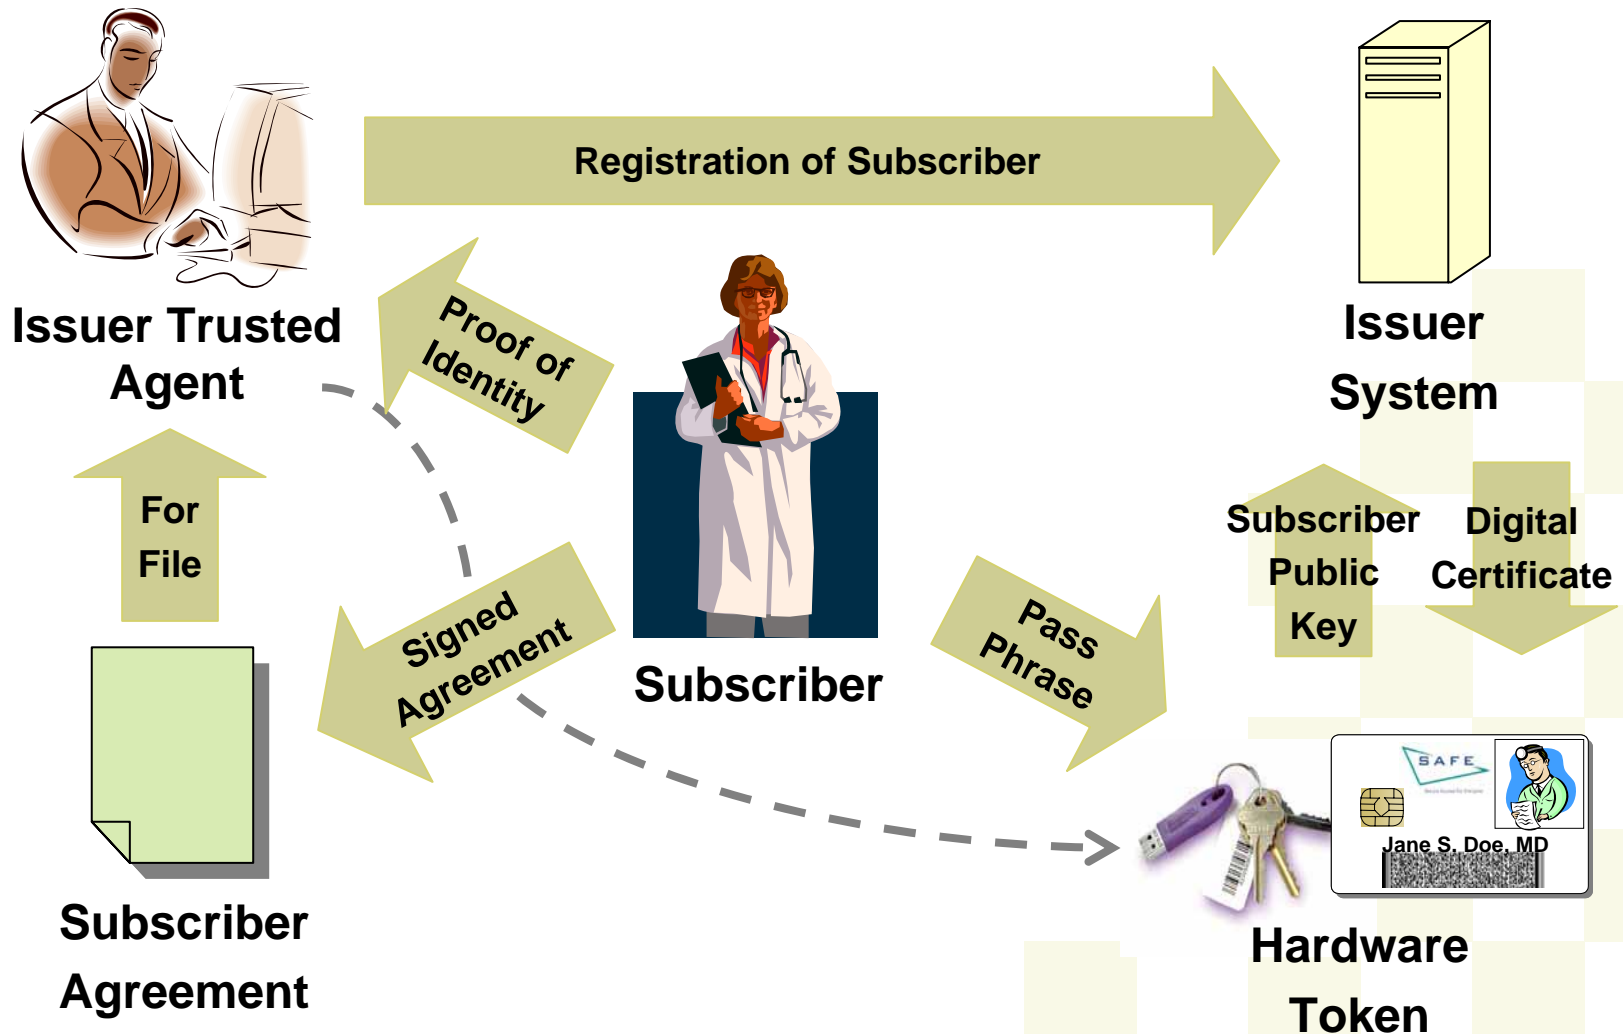 Registration of Subscriber
Issuer Trusted
Agent
Proof of
Identity
Issuer
System
For
File
Signed
Agreement
Subscriber
Pass
Phrase
Subscriber
Public
Key
Digital
Certificate
SAFE
Jane S. Doe, MD
Subscriber
Agreement
Hardware
Token